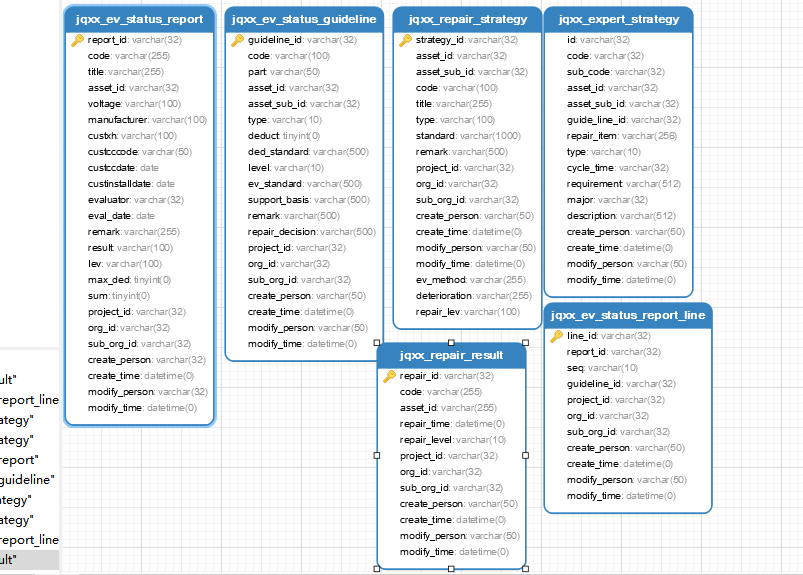 jqxx_ev_status_report
report_id: varchar(32)
code: varchar(255)
title: varchar(255)
asset_id: varchar(32)
voltage: varchar(100)
manufacturer: varchar(100)
custxh: varchar(100)
custcccode: varchar(50)
custccdate: date
custinstalldate: date
evaluator: varchar(32)
eval_date: date
remark: varchar(255)
result: varchar(100)
lev: varchar(100)
max_ded: tinyint(0)
sum: tinyint(0)
project_id: varchar(32)
org_id: varchar(32)
sub_org_id: varchar(32)
create_person: varchar(32)
create_time: datetime(0)
modify_person: varchar(32)
modify_time: datetime(0)
jqxx_ev_status_guideline
guideline_id: varchar(32)
code: varchar(100)
part: varchar(50)
asset_id: varchar(32)
asset_sub_id: varchar(32)
type: varchar(10)
deduct: tinyint(0)
ded_standard: varchar(500)
level: varchar(10)
ev_standard: varchar(500)
support_basis: varchar(500)
remark: varchar(500)
repair_decision: varchar(500)
project_id: varchar(32)
org_id: varchar(32)
sub_org_id: varchar(32)
create_person: varchar(50)
create_time: datetime(0)
modify_person: varchar(50)
modify_time: datetime(0)
jqxx_repair_strategy
strategy_id: varchar(32)
asset_id: varchar(32)
asset_sub_id: varchar(32)
code: varchar(100)
title: varchar(255)
type: varchar(100)
standard: varchar(1000)
remark: varchar(500)
project_id: varchar(32)
org_id: varchar(32)
sub_org_id: varchar(32)
create_person: varchar(50)
create_time: datetime(0)
modify_person: varchar(50)
modify_time: datetime(0)
ev_method: varchar(255)
deterioration: varchar(255)
repair_lev: varchar(100)
jqxx_expert_strategy
id: varchar(32)
code: varchar(32)
sub_code: varchar(32)
asset_id: varchar(32)
asset_sub_id: varchar(32)
guide_line_id: varchar(32)
repair_item: varchar(256)
type: varchar(10)
cycle_time: varchar(32)
requirement: varchar(512)
major: varchar(32)
description: varchar(512)
create_person: varchar(50)
create_time: datetime(0)
modify_person: varchar(50)
modify_time: datetime(0)
jqxx_repair_result
repair_id: varchar(32)
code: varchar(255)
asset_id: varchar(255)
repair_time: datetime(0)
repair_level: varchar(10)
project_id: varchar(32)
org_id: varchar(32)
sub_org_id: varchar(32)
create_person: varchar(50)
create_time: datetime(0)
modify_person: varchar(50)
modify_time: datetime(0)
jqxx_ev_status_report_line
line_id: varchar(32)
report_id: varchar(32)
seq: varchar(10)
guideline_id: varchar(32)
project_id: varchar(32)
org_id: varchar(32)
sub_org_id: varchar(32)
create_person: varchar(50)
create_time: datetime(0)
modify_person: varchar(50)
modify_time: datetime(0)
ult"
report_line
ategy"
ategy"
report"
guideline"
tegy"
ategy"
report_line
ult"